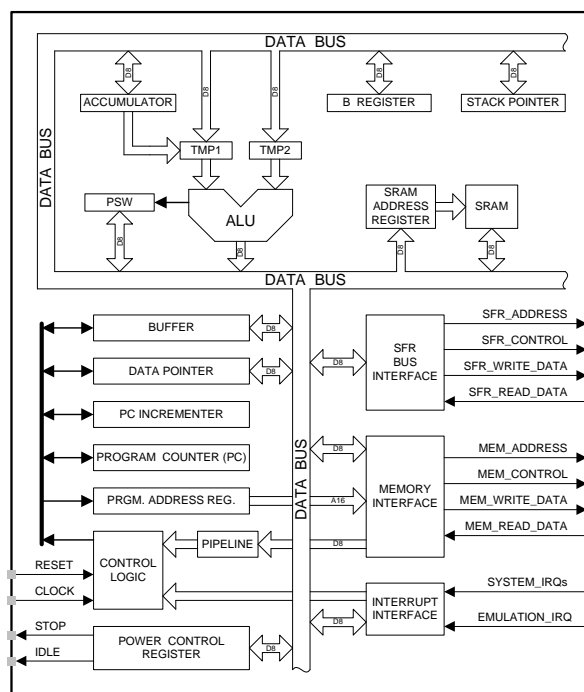 DATA BUS
D8
D8
D8
D8
D8
ACCUMULATOR
B REGISTER
STACK POINTER
DATA BUS
TMP1
TMP2
PSW
ALU
SRAM
ADDRESS
REGISTER
SRAM
D8
D8
D8
D8
DATA BUS
BUFFER
D8
DATA POINTER
D8
PC INCREMENTER
PROGRAM COUNTER (PC)
PRGM. ADDRESS REG.
A16
DATA BUS
D8
SFR
BUS
INTERFACE
SFR_ADDRESS
SFR_CONTROL
SFR_WRITE_DATA
SFR_READ_DATA
D8
MEMORY
INTERFACE
MEM_ADDRESS
MEM_CONTROL
MEM_WRITE_DATA
MEM_READ_DATA
RESET
CLOCK
CONTROL
LOGIC
PIPELINE
D8
STOP
IDLE
POWER CONTROL
REGISTER
D8
D8
INTERRUPT
INTERFACE
SYSTEM_IRQs
EMULATION_IRQ